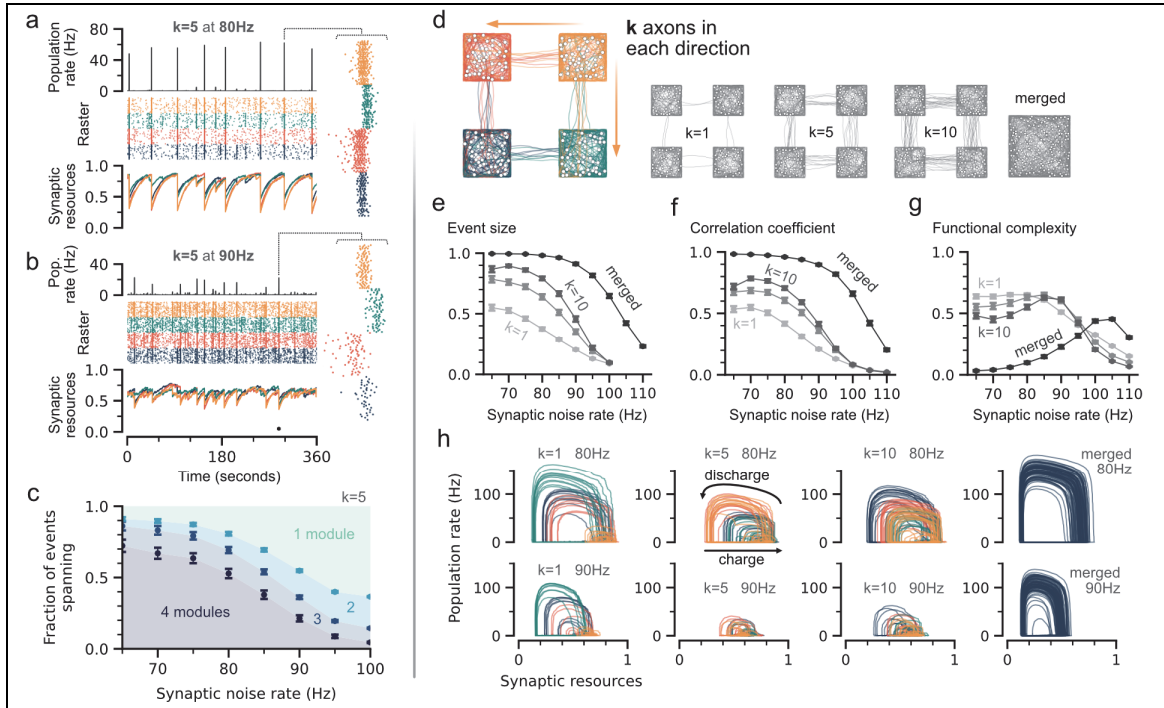 a
k=5 at 80Hz
80
40
0
Population
rate (Hz)
Raster
1.0
0.5
0.0
Synaptic
resources
b
k=5 at 90Hz
40
0
Pop.
rate (Hz)
Raster
1.0
0.5
0.0
Synaptic
resources
0 180 360
Time (seconds)
c
k=5
1.0
0.5
0.0
Fraction of events
spanning
1 module
2
3
4 modules
70 80 90 100
Synaptic noise rate (Hz)
d
k axons in
each direction
k=1
k=5
k=10
merged
e
Event size
1.0
0.5
0.0
merged
k=10
k=1
70 80 90 100 110
Synaptic noise rate (Hz)
f
Correlation coefficient
1.0
0.5
0.0
merged
k=10
k=1
70 80 90 100 110
Synaptic noise rate (Hz)
g
Functional complexity
1.0
0.5
0.0
k=1
k=10
merged
70 80 90 100 110
Synaptic noise rate (Hz)
h
Population rate (Hz)
k=1 80Hz
100
0
k=5 80Hz
discharge
charge
100
0
k=10 80Hz
100
0
merged
80Hz
100
0
k=1 90Hz
100
0
k=5 90Hz
100
0
k=10 90Hz
100
0
merged
90Hz
100
0
0 1
0 1
0 1
0 1
Synaptic resources